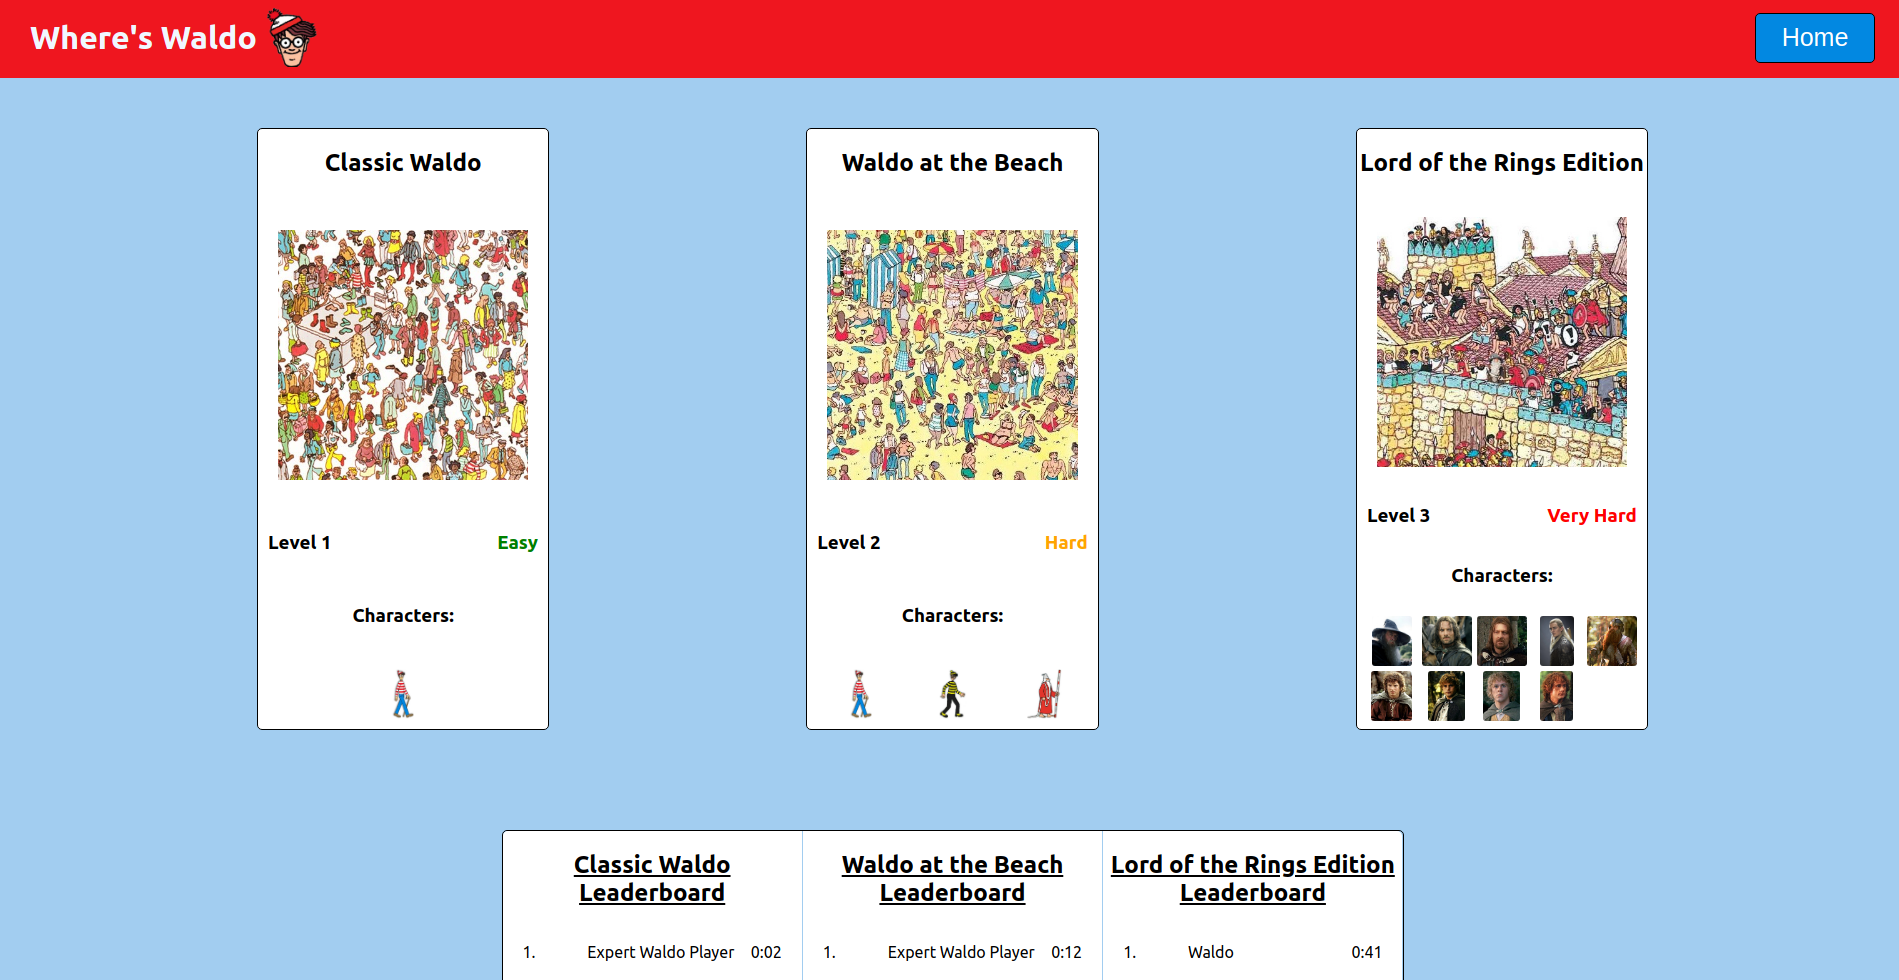 Where's Waldo
Home
Classic Waldo
Level 1
Easy
Characters:
Waldo at the Beach
Level 2
Hard
Characters:
Lord of the Rings Edition
Level 3
Very Hard
Characters:
Classic Waldo
Leaderboard
1. Expert Waldo Player 0:02
Waldo at the Beach
Leaderboard
1. Expert Waldo Player 0:12
Lord of the Rings Edition
Leaderboard
1. Waldo 0:41